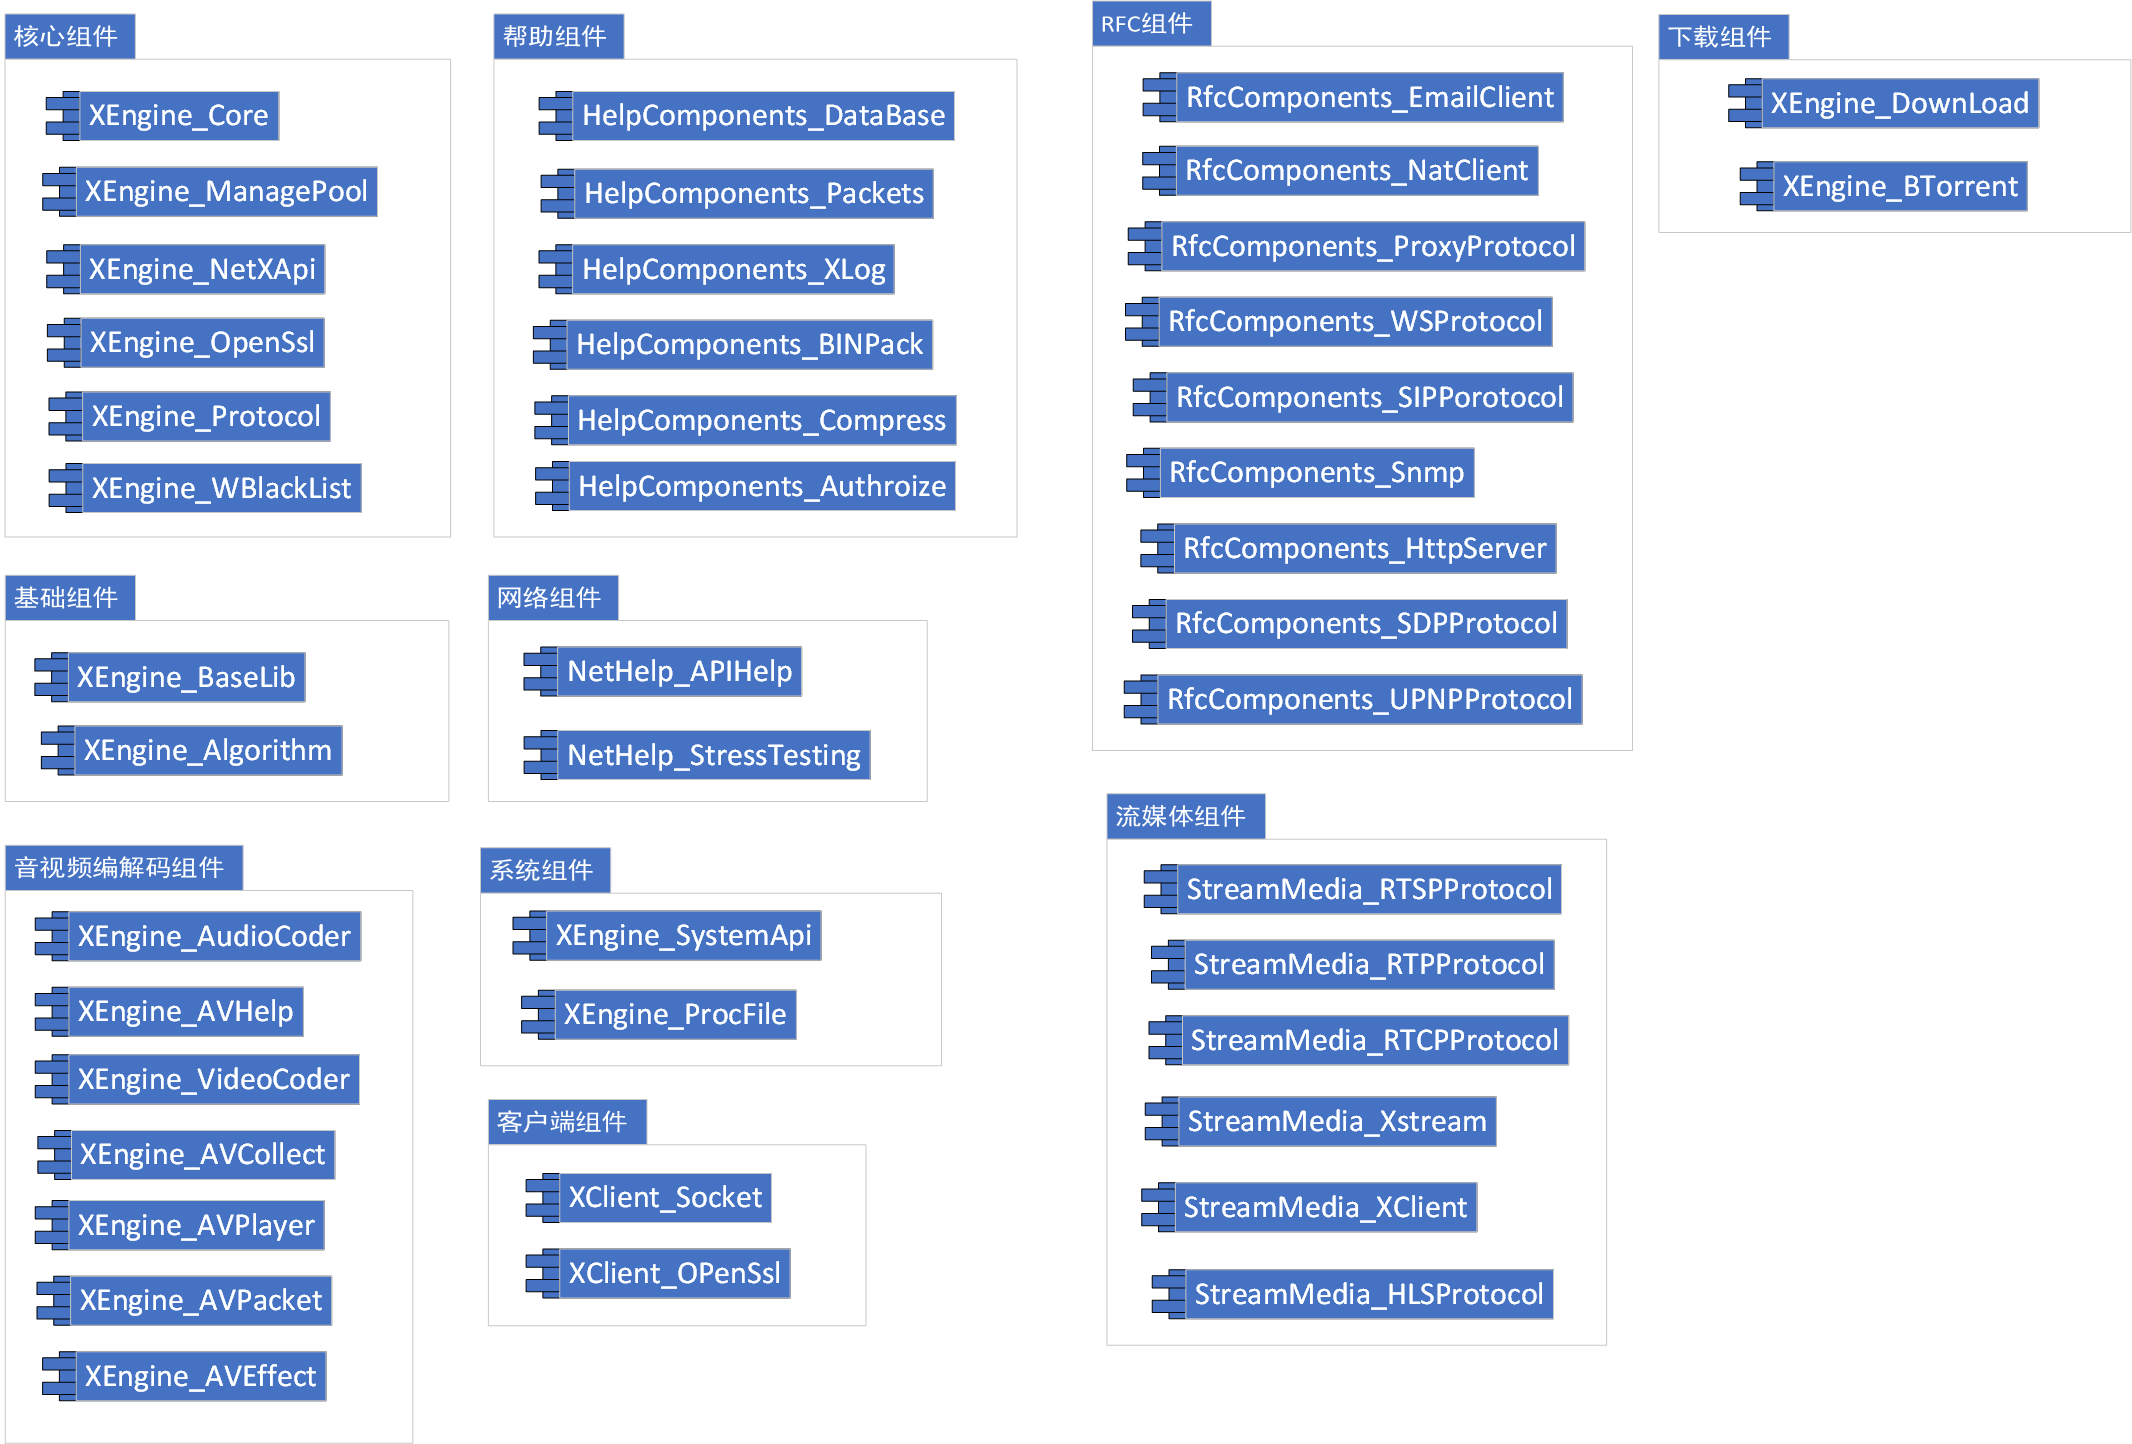 核心组件
XEngine_Core
XEngine_ManagePool
XEngine_NetXApi
XEngine_OpenSsl
XEngine_Protocol
XEngine_WBlackList
帮助组件
HelpComponents_DataBase
HelpComponents_Packets
HelpComponents_XLog
HelpComponents_BINPack
HelpComponents_Compress
HelpComponents_Authroize
RFC组件
RfcComponents_EmailClient
RfcComponents_NatClient
RfcComponents_ProxyProtocol
RfcComponents_WSProtocol
RfcComponents_SIPPorotocol
RfcComponents_Snmp
RfcComponents_HttpServer
RfcComponents_SDPProtocol
RfcComponents_UPNPProtocol
下载组件
XEngine_DownLoad
XEngine_BTorrent
基础组件
XEngine_BaseLib
XEngine_Algorithm
网络组件
NetHelp_APIHelp
NetHelp_StressTesting
音视频编解码组件
XEngine_AudioCoder
XEngine_AVHelp
XEngine_VideoCoder
XEngine_AVCollect
XEngine_AVPlayer
XEngine_AVPacket
XEngine_AVEffect
系统组件
XEngine_SystemApi
XEngine_ProcFile
客户端组件
XClient_Socket
XClient_OPenSsl
流媒体组件
StreamMedia_RTSPProtocol
StreamMedia_RTPProtocol
StreamMedia_RTCPProtocol
StreamMedia_Xstream
StreamMedia_XClient
StreamMedia_HLSProtocol